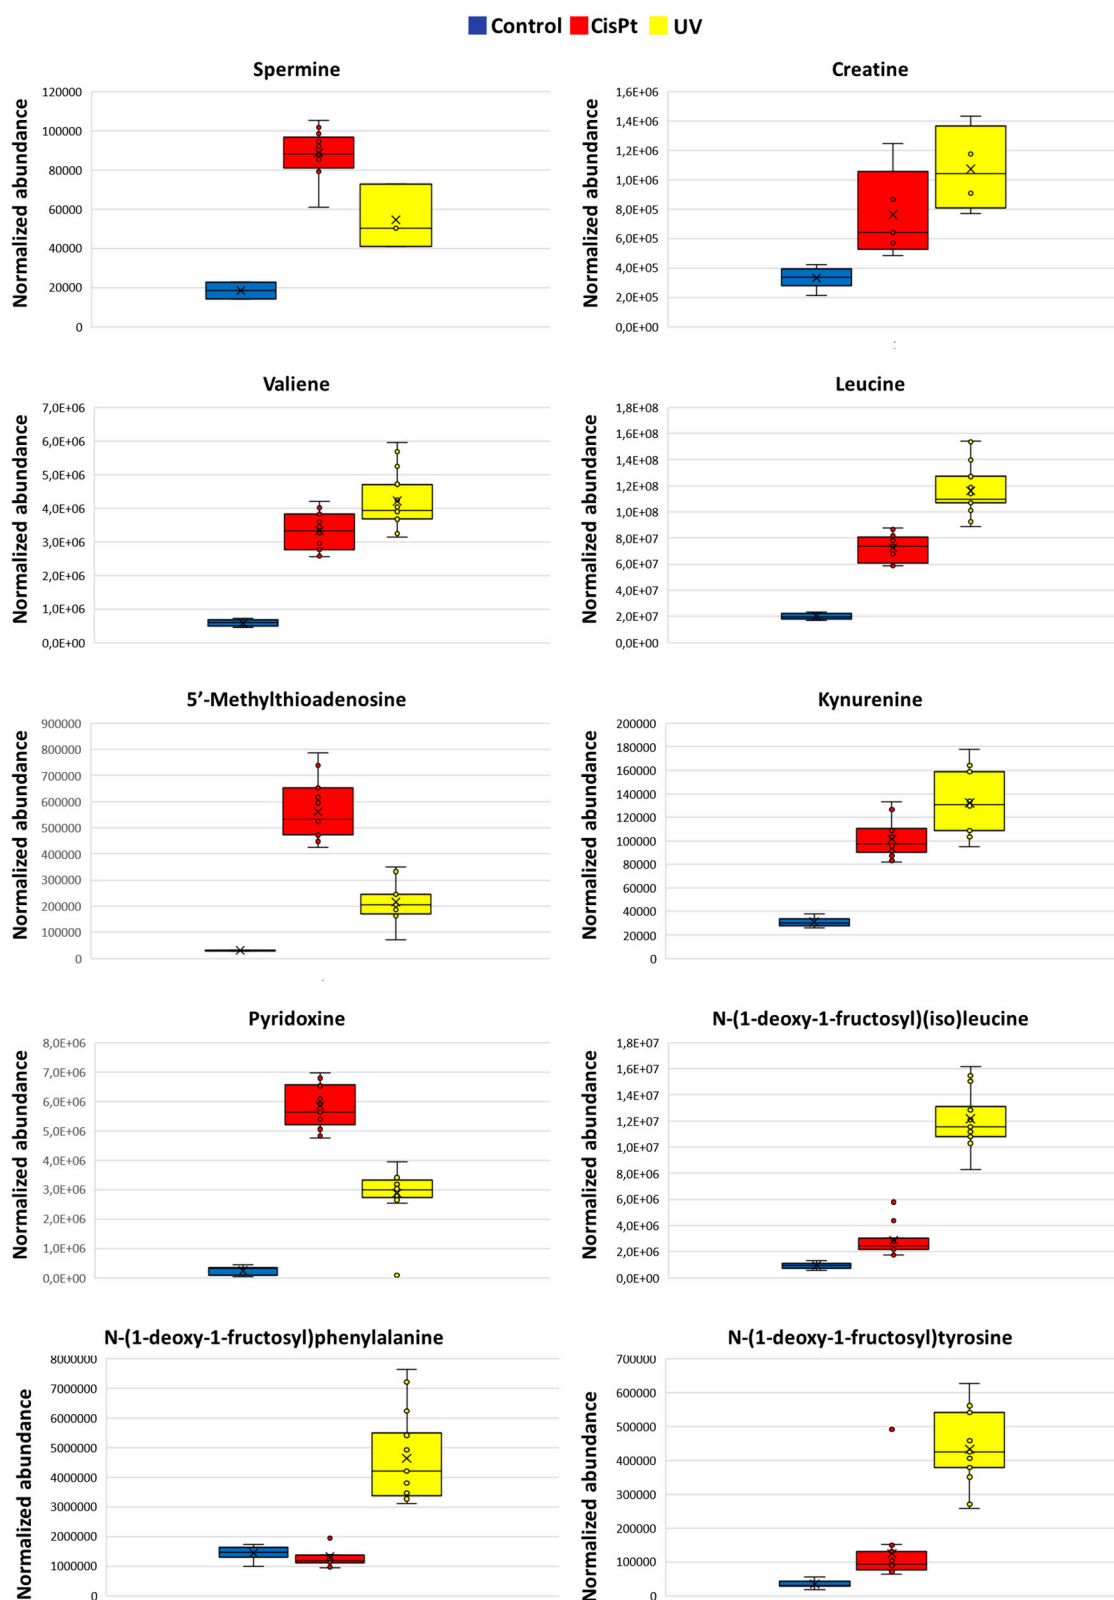 Control CisPt UV
Spermine
Normalized abundance
120000
100000
80000
60000
40000
20000
0
Creatine
Normalized abundance
1,6E+06
1,4E+06
1,2E+06
1,0E+06
8,0E+05
6,0E+05
4,0E+05
2,0E+05
0,0E+00
Valiene
Normalized abundance
7,0E+06
6,0E+06
5,0E+06
4,0E+06
3,0E+06
2,0E+06
1,0E+06
0,0E+00
Leucine
Normalized abundance
1,8E+08
1,6E+08
1,4E+08
1,2E+08
1,0E+08
8,0E+07
6,0E+07
4,0E+07
2,0E+07
0,0E+00
5’-Methylthioadenosine
Normalized abundance
900000
800000
700000
600000
500000
400000
300000
200000
100000
0
Kynurenine
Normalized abundance
200000
180000
160000
140000
120000
100000
80000
60000
40000
20000
0
Pyridoxine
Normalized abundance
8,0E+06
7,0E+06
6,0E+06
5,0E+06
4,0E+06
3,0E+06
2,0E+06
1,0E+06
0,0E+00
N-(1-deoxy-1-fructosyl)(iso)leucine
Normalized abundance
1,8E+07
1,6E+07
1,4E+07
1,2E+07
1,0E+07
8,0E+06
6,0E+06
4,0E+06
2,0E+06
0,0E+00
N-(1-deoxy-1-fructosyl)phenylalanine
Normalized abundance
8000000
7000000
6000000
5000000
4000000
3000000
2000000
1000000
0
N-(1-deoxy-1-fructosyl)tyrosine
Normalized abundance
700000
600000
500000
400000
300000
200000
100000
0